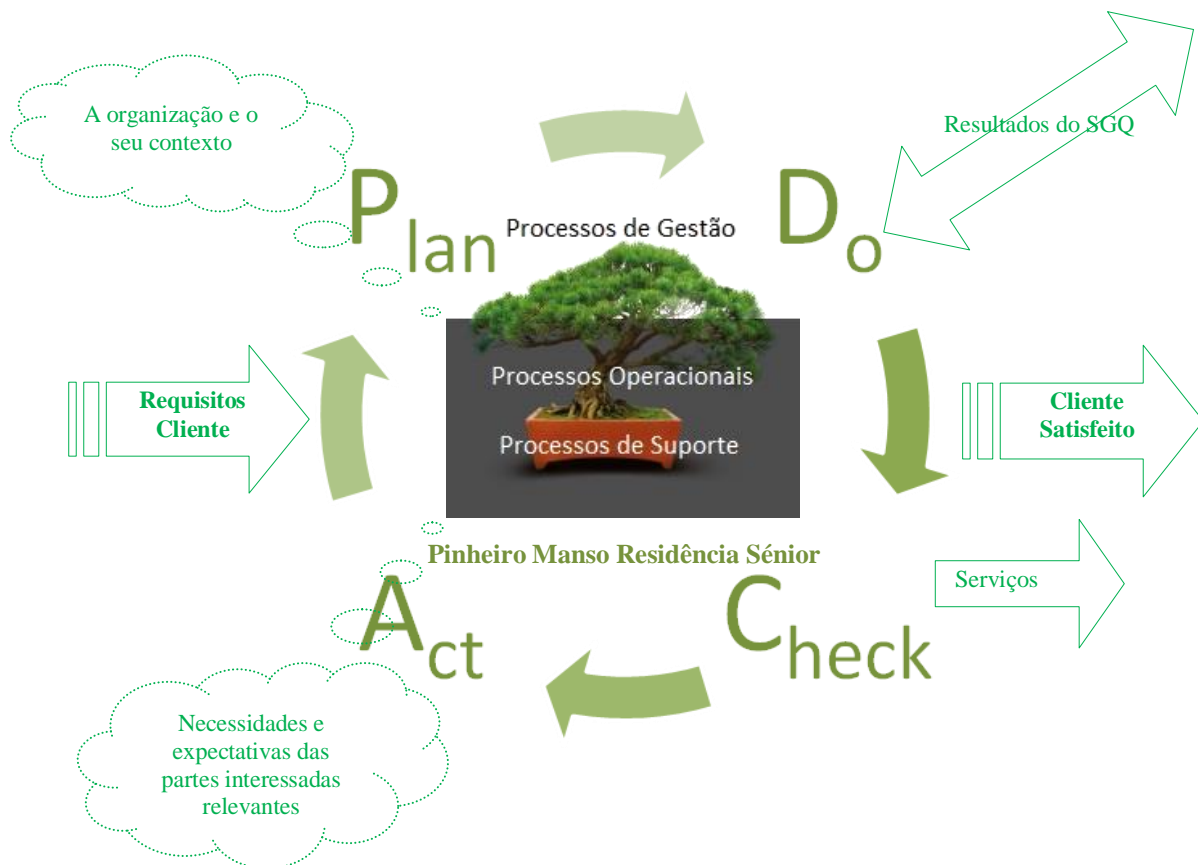 A organização e o
seu contexto
Resultados do SGQ
Plan
Processos de Gestão
Do
Processos Operacionais
Requisitos
Cliente
Cliente
Satisfeito
Processos de Suporte
Pinheiro Manso Residência Sénior
Serviços
Act
Check
Necessidades e
expectativas das
partes interessadas
relevantes